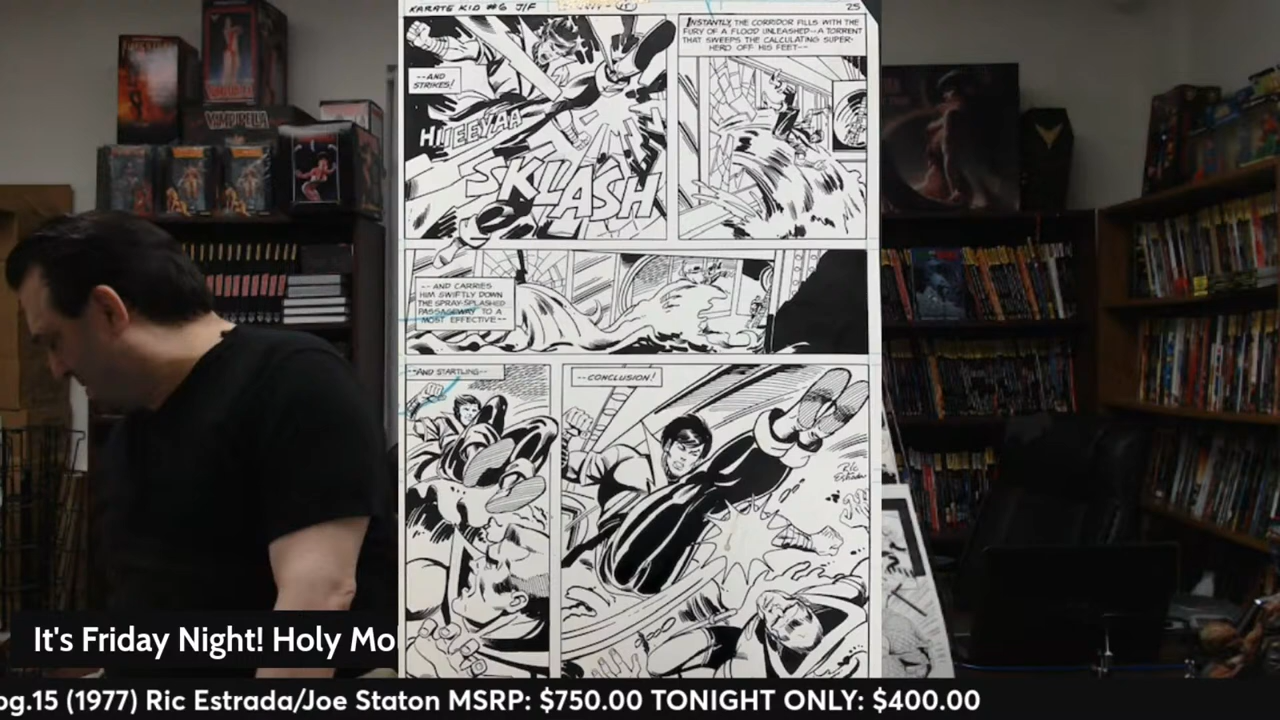 KARATE KID #6 J/F
25
--AND
STRIKES!
HIIEEYAA
SKLASH
INSTANTLY, THE CORRIDOR FILLS WITH THE
FURY OF A FLOOD UNLEASHED--A TORRENT
THAT SWEEPS THE CALCULATING SUPER-
HERO OFF HIS FEET--
--AND CARRIES
HIM SWIFTLY DOWN
THE SPRAY-SPLASHED
PASSAGEWAY TO A
MOST EFFECTIVE--
--AND STARTLING--
--CONCLUSION!
Ric
Estrada
VAMPIRELLA
It's Friday Night! Holy Mo
pg.15 (1977) Ric Estrada/Joe Staton MSRP: $750.00 TONIGHT ONLY: $400.00